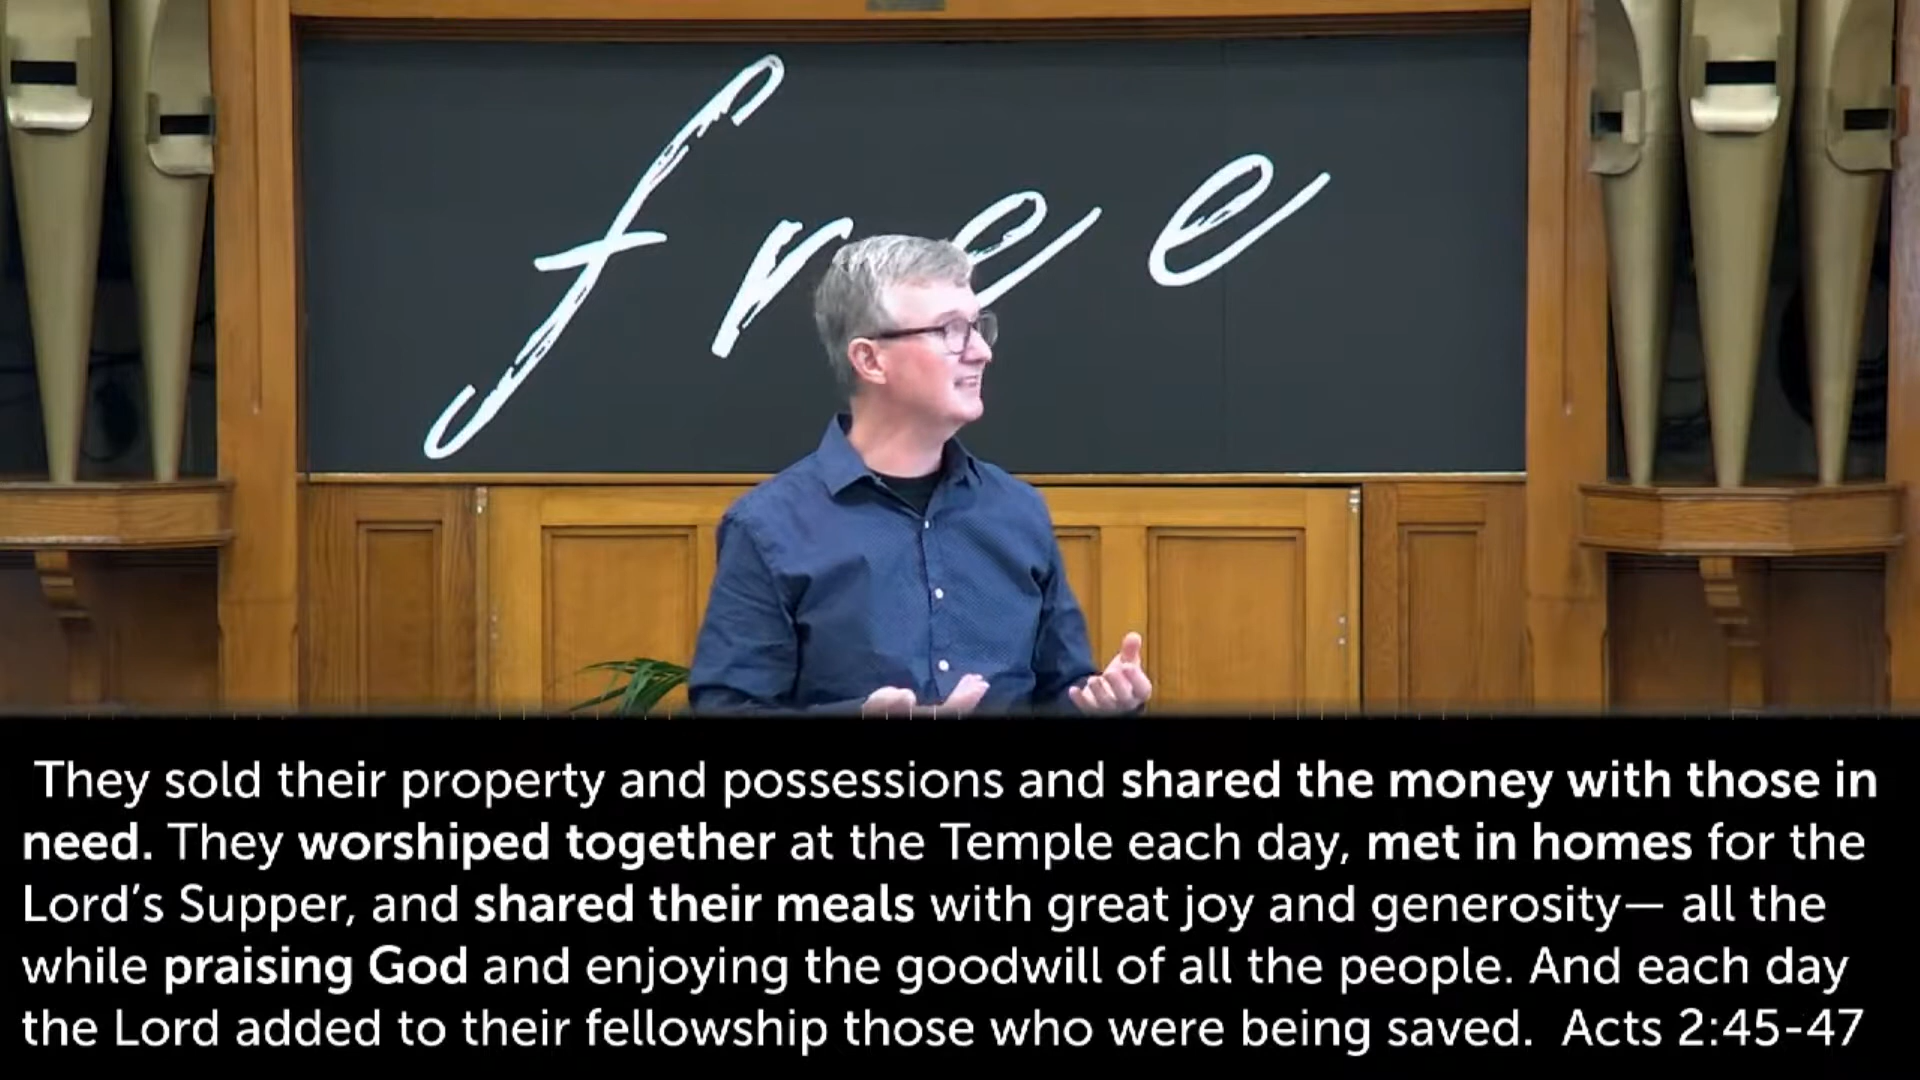 free
They sold their property and possessions and shared the money with those in
need. They worshiped together at the Temple each day, met in homes for the
Lord's Supper, and shared their meals with great joy and generosity— all the
while praising God and enjoying the goodwill of all the people. And each day
the Lord added to their fellowship those who were being saved. Acts 2:45-47